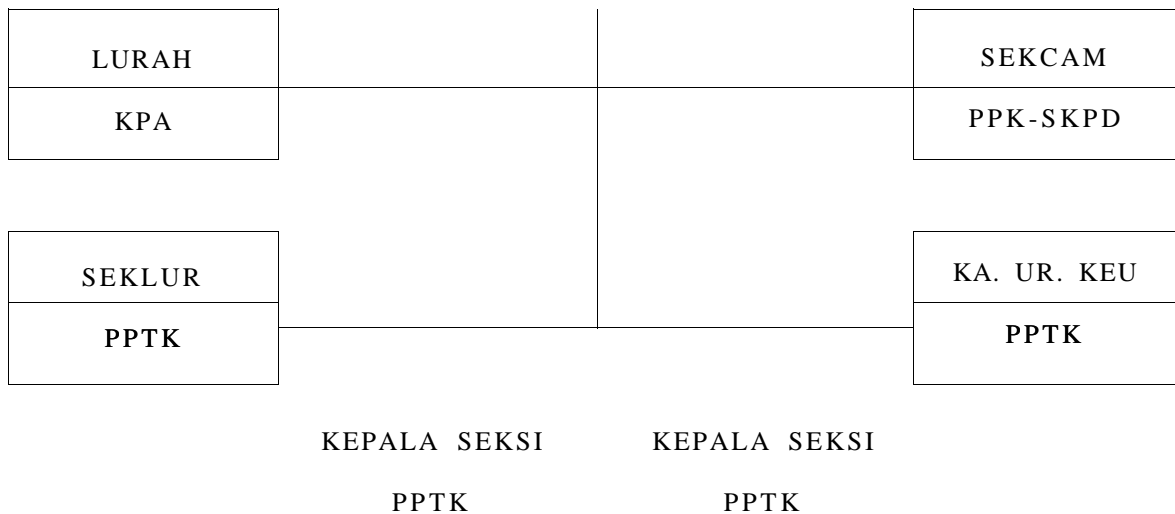 LURAH
KPA
SEKCAM
PPK-SKPD
SEKLUR
PPTK
KA. UR. KEU
PPTK
KEPALA SEKSI
PPTK
KEPALA SEKSI
PPTK